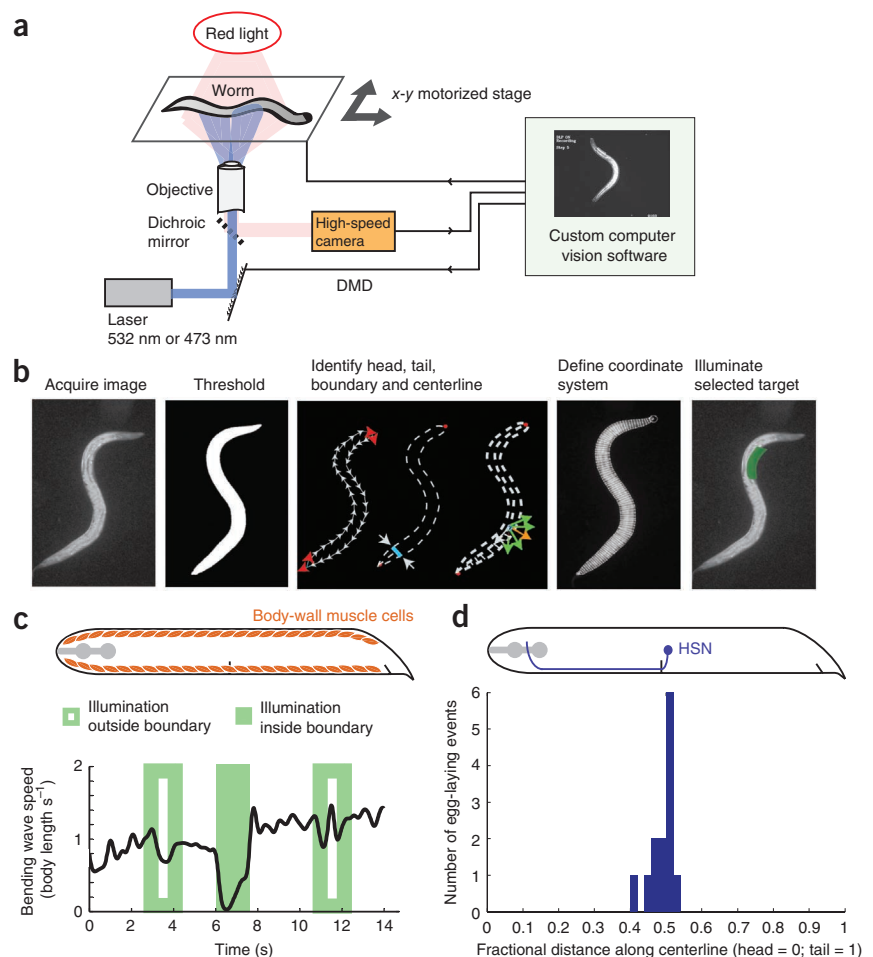 a
Red light
Worm
x-y motorized stage
Objective
Dichroic
mirror
High-speed
camera
DMD
Laser
532 nm or 473 nm
DLP ON
Recording
Custom computer
vision software
b
Acquire image
Threshold
Identify head, tail,
boundary and centerline
Define coordinate
system
Illuminate
selected target
c
Body-wall muscle cells
Illumination
outside boundary
Illumination
inside boundary
Bending wave speed
(body length s⁻¹)
2
1
0
0 2 4 6 8 10 12 14
Time (s)
d
HSN
Number of egg-laying events
6
5
4
3
2
1
0
0 0.1 0.2 0.3 0.4 0.5 0.6 0.7 0.8 0.9 1
Fractional distance along centerline (head = 0; tail = 1)